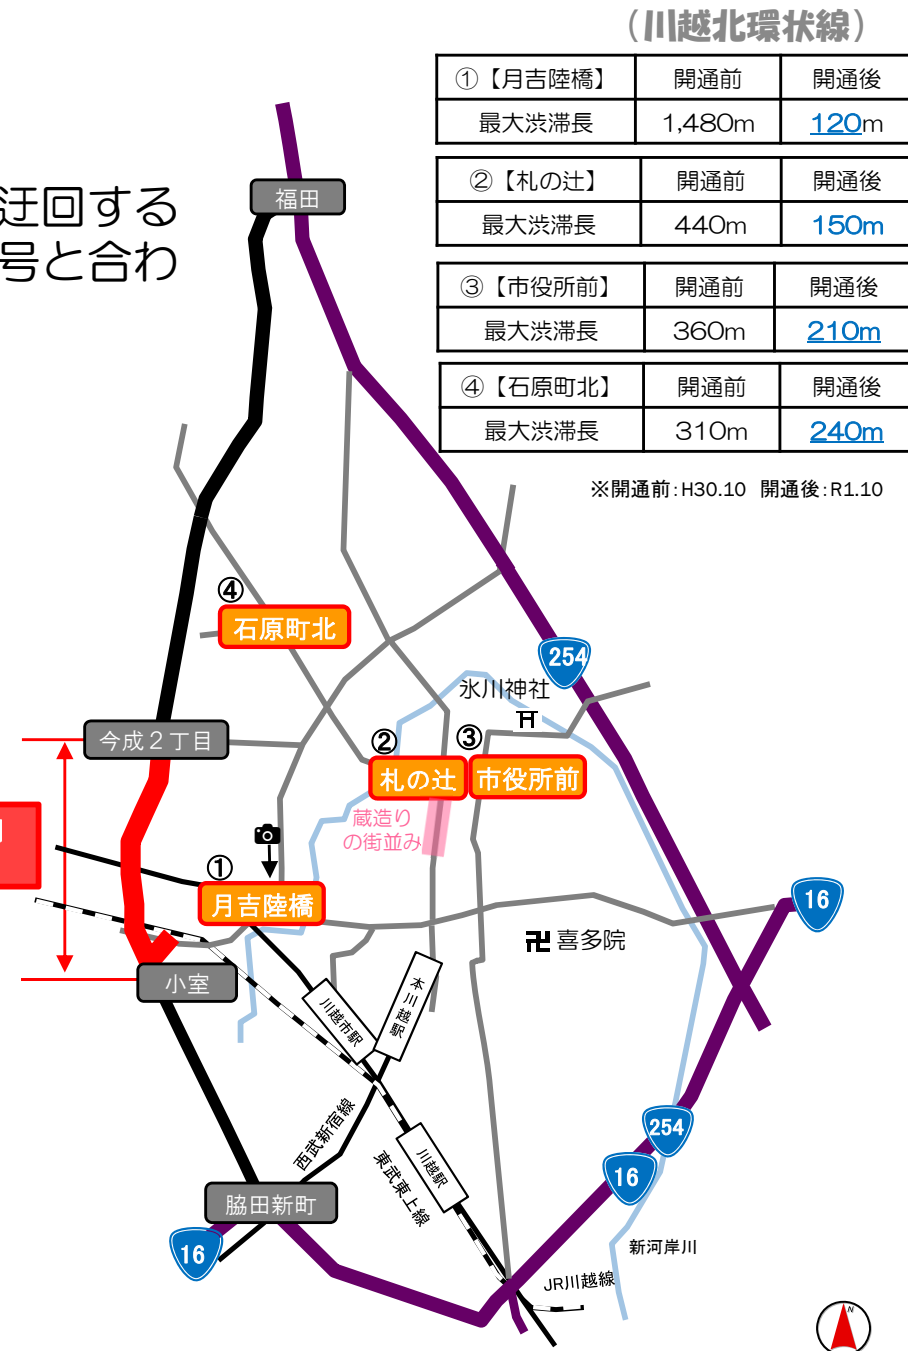 (川越北環状線)
①【月吉陸橋】 開通前 開通後
最大渋滞長 1,480m 120m
②【札の辻】 開通前 開通後
最大渋滞長 440m 150m
③【市役所前】 開通前 開通後
最大渋滞長 360m 210m
④【石原町北】 開通前 開通後
最大渋滞長 310m 240m
※開通前:H30.10 開通後:R1.10
迂回する
号と合わ
福田
④
石原町北
254
氷川神社
今成2丁目
②
③
札の辻
市役所前
蔵造り
の街並み
①
月吉陸橋
16
卍喜多院
小室
本川越駅
川越市駅
西武新宿線
254
川越駅
東武東上線
16
脇田新町
16
新河岸川
JR川越線
N